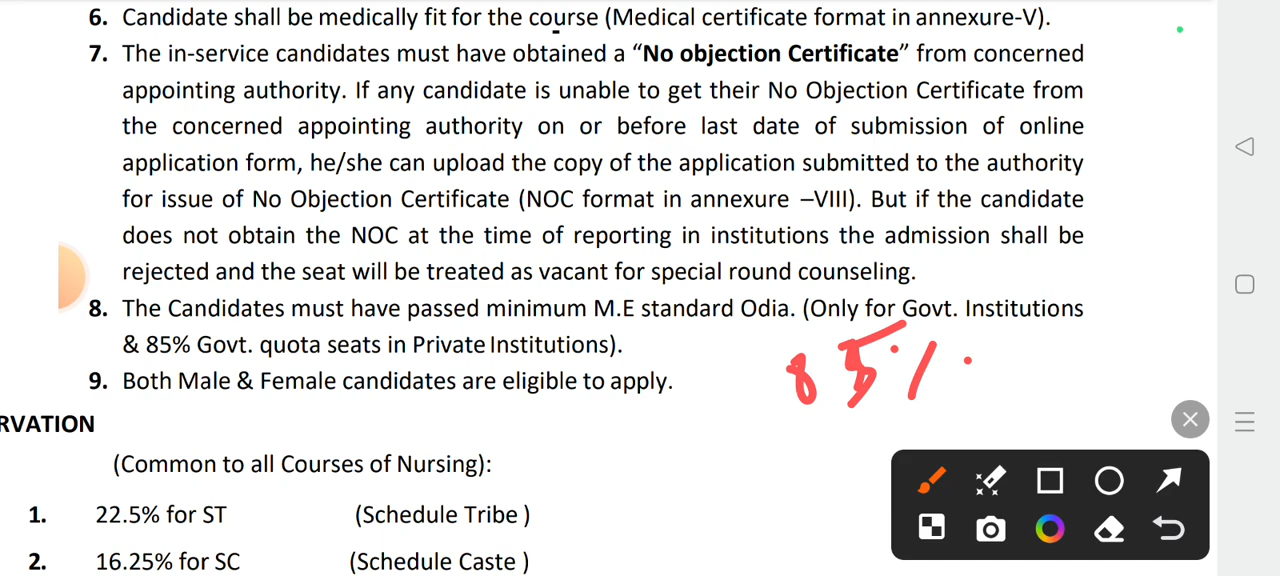 6. Candidate shall be medically fit for the course (Medical certificate format in annexure-V).
7. The in-service candidates must have obtained a “No objection Certificate” from concerned
appointing authority. If any candidate is unable to get their No Objection Certificate from
the concerned appointing authority on or before last date of submission of online
application form, he/she can upload the copy of the application submitted to the authority
for issue of No Objection Certificate (NOC format in annexure –VIII). But if the candidate
does not obtain the NOC at the time of reporting in institutions the admission shall be
rejected and the seat will be treated as vacant for special round counseling.
8. The Candidates must have passed minimum M.E standard Odia. (Only for Govt. Institutions
& 85% Govt. quota seats in Private Institutions).
85%
9. Both Male & Female candidates are eligible to apply.
RVATION
(Common to all Courses of Nursing):
1. 22.5% for ST (Schedule Tribe )
2. 16.25% for SC (Schedule Caste )